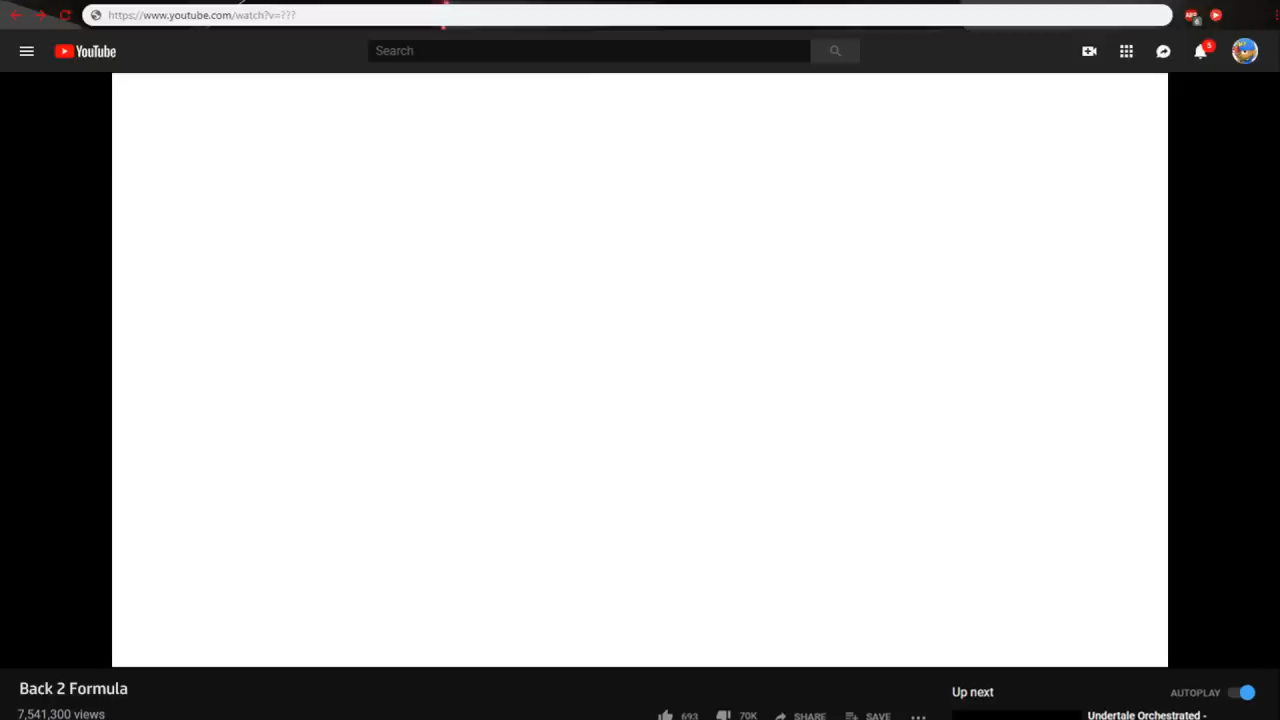 https://www.youtube.com/watch?v=???
YouTube
Search
5
Back 2 Formula
Up next
AUTOPLAY
7,541,300 views
693
70K
SHARE
SAVE
Undertale Orchestrated -